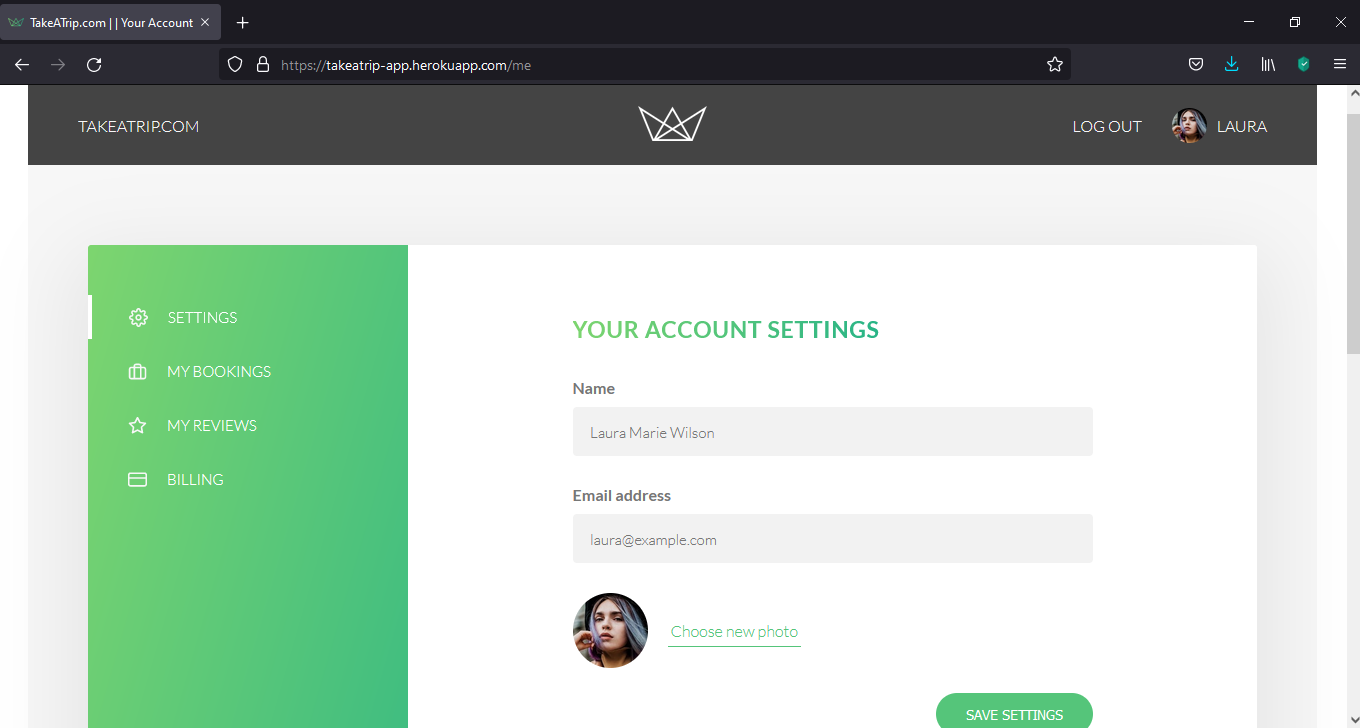 TakeATrip.com | | Your Account
https://takeatrip-app.herokuapp.com/me
TAKEATRIP.COM
LOG OUT
LAURA
SETTINGS
MY BOOKINGS
MY REVIEWS
BILLING
YOUR ACCOUNT SETTINGS
Name
Laura Marie Wilson
Email address
laura@example.com
Choose new photo
SAVE SETTINGS